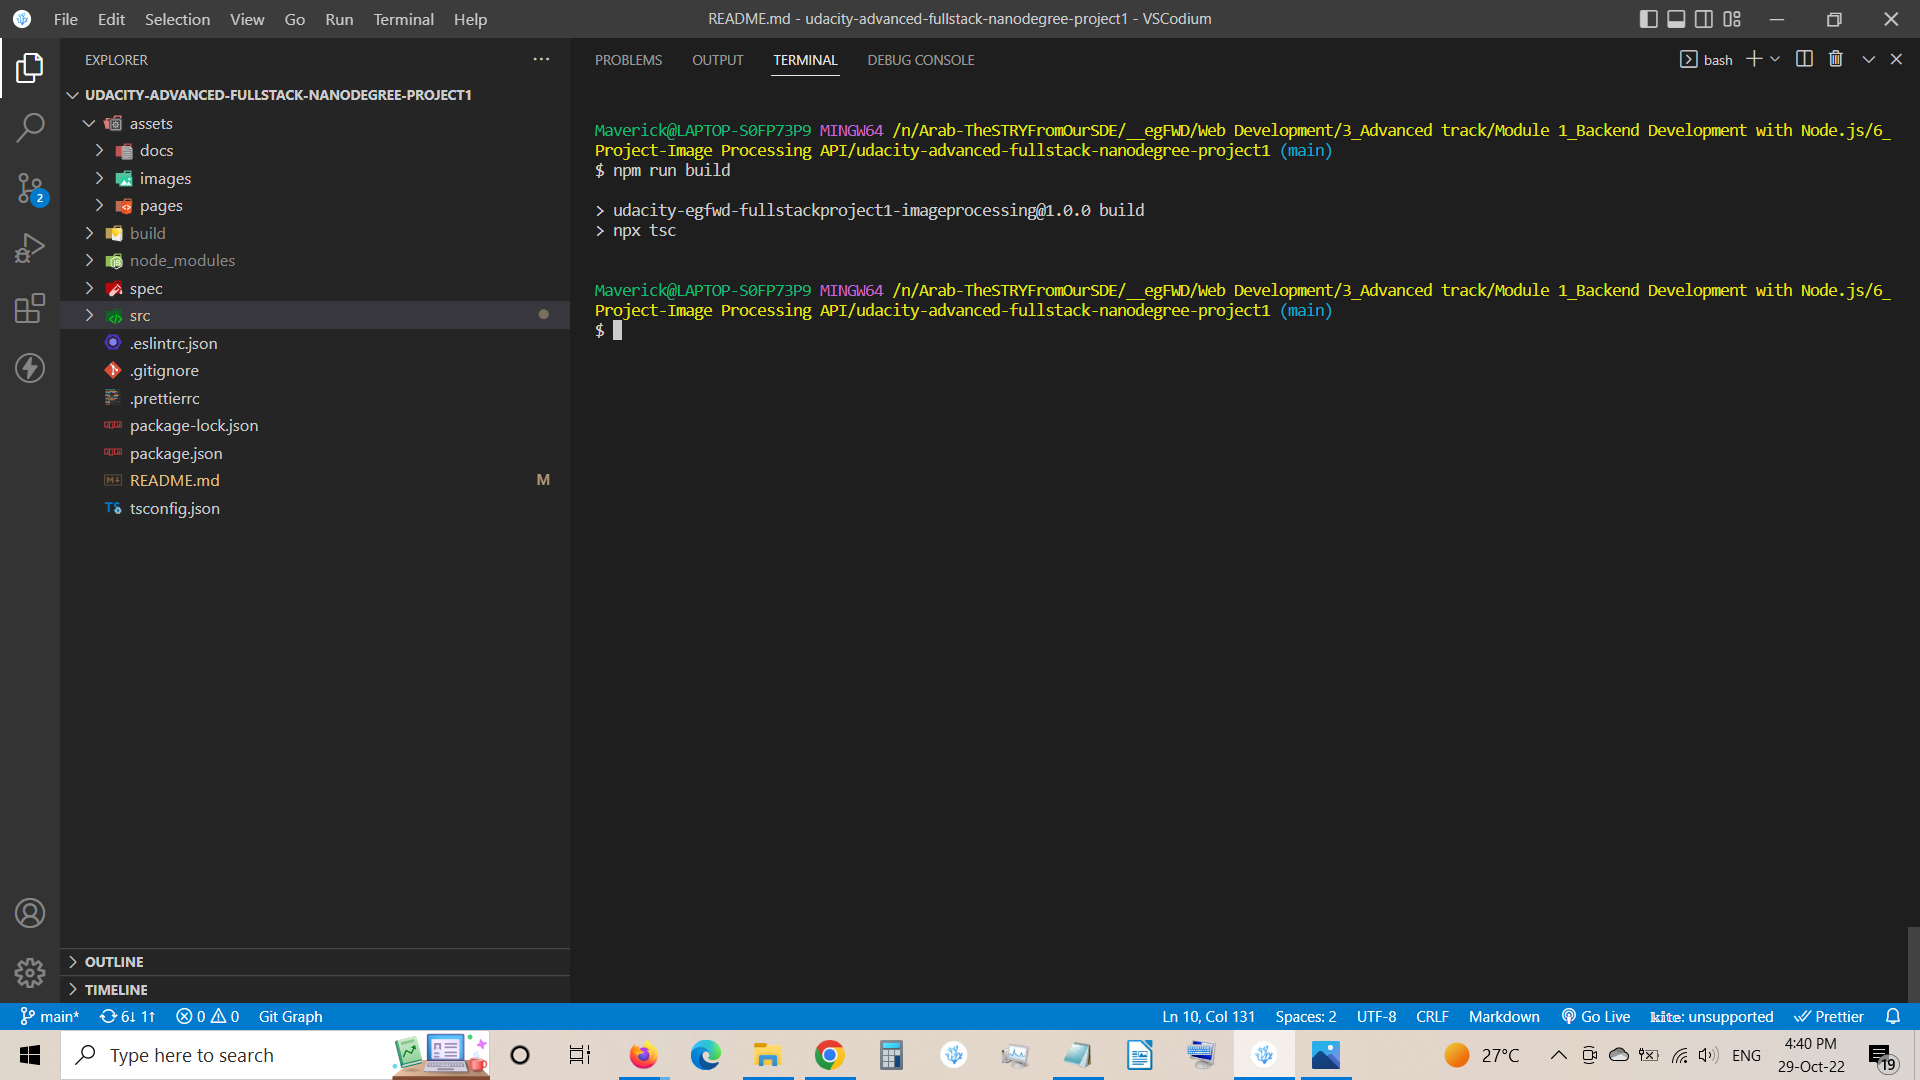 File Edit Selection View Go Run Terminal Help
README.md - udacity-advanced-fullstack-nanodegree-project1 - VSCodium
EXPLORER
UDACITY-ADVANCED-FULLSTACK-NANODEGREE-PROJECT1
assets
docs
images
pages
build
node_modules
spec
src
.eslintrc.json
.gitignore
.prettierrc
package-lock.json
package.json
README.md M
tsconfig.json
OUTLINE
TIMELINE
2
PROBLEMS OUTPUT TERMINAL DEBUG CONSOLE
bash
Maverick@LAPTOP-S0FP73P9 MINGW64 /n/Arab-TheSTRYFromOurSDE/__egFWD/Web Development/3_Advanced track/Module 1_Backend Development with Node.js/6_
Project-Image Processing API/udacity-advanced-fullstack-nanodegree-project1 (main)
$ npm run build
> udacity-egfwd-fullstackproject1-imageprocessing@1.0.0 build
> npx tsc
Maverick@LAPTOP-S0FP73P9 MINGW64 /n/Arab-TheSTRYFromOurSDE/__egFWD/Web Development/3_Advanced track/Module 1_Backend Development with Node.js/6_
Project-Image Processing API/udacity-advanced-fullstack-nanodegree-project1 (main)
$
main* 6↓ 1↑ 0 0 Git Graph
Ln 10, Col 131 Spaces: 2 UTF-8 CRLF Markdown Go Live kite: unsupported Prettier
Type here to search
27°C
ENG
4:40 PM
29-Oct-22
19